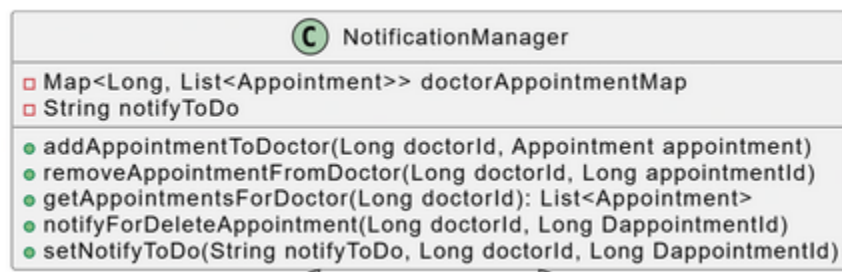 C NotificationManager
Map<Long, List<Appointment>> doctorAppointmentMap
String notifyToDo
addAppointmentToDoctor(Long doctorId, Appointment appointment)
removeAppointmentFromDoctor(Long doctorId, Long appointmentId)
getAppointmentsForDoctor(Long doctorId): List<Appointment>
notifyForDeleteAppointment(Long doctorId, Long DappointmentId)
setNotifyToDo(String notifyToDo, Long doctorId, Long DappointmentId)